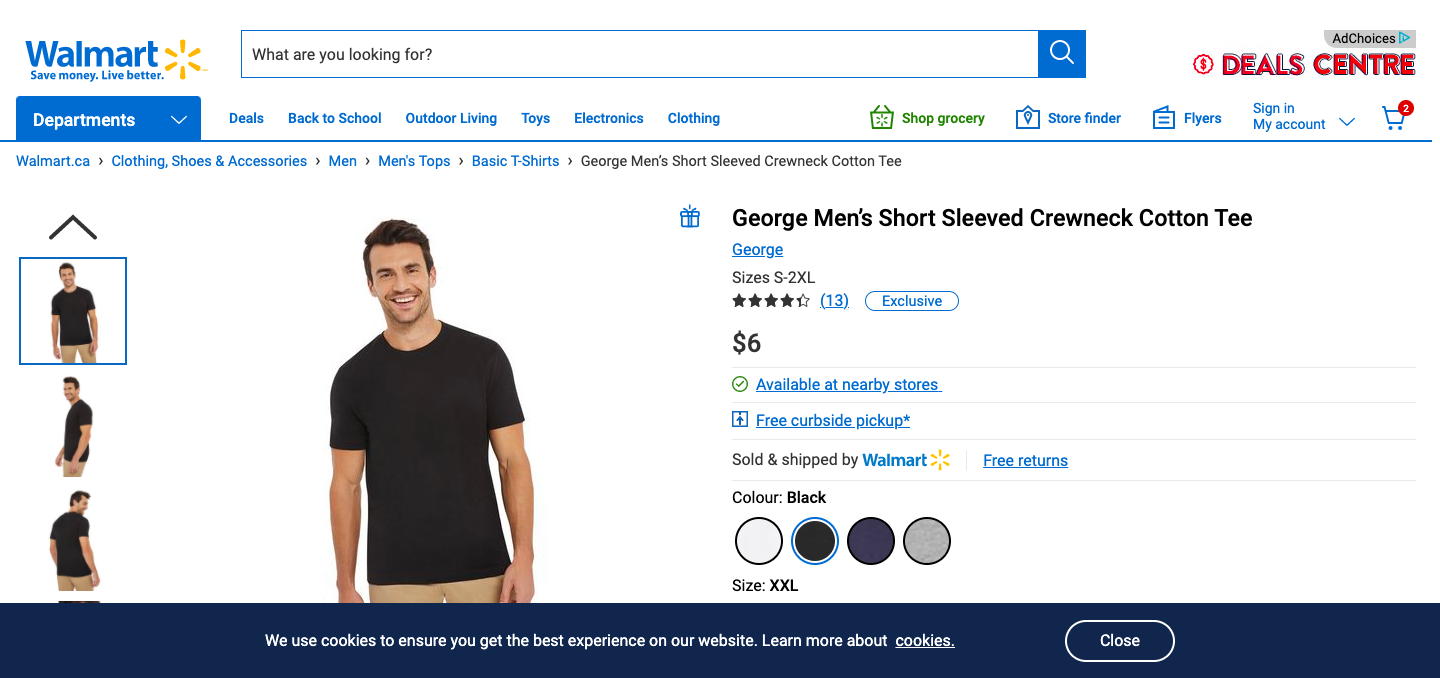 Walmart
Save money. Live better.
What are you looking for?
AdChoices
DEALS CENTRE
Departments
Deals
Back to School
Outdoor Living
Toys
Electronics
Clothing
Shop grocery
Store finder
Flyers
Sign in
My account
2
Walmart.ca › Clothing, Shoes & Accessories › Men › Men's Tops › Basic T-Shirts › George Men’s Short Sleeved Crewneck Cotton Tee
George Men’s Short Sleeved Crewneck Cotton Tee
George
Sizes S-2XL
(13)
Exclusive
$6
Available at nearby stores
Free curbside pickup*
Sold & shipped by Walmart
Free returns
Colour: Black
Size: XXL
We use cookies to ensure you get the best experience on our website. Learn more about cookies.
Close